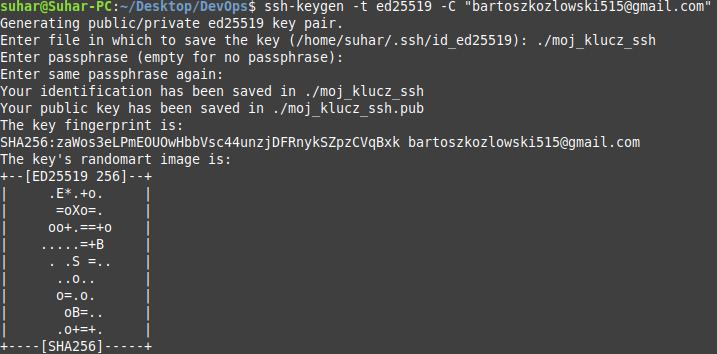 suhar@Suhar-PC:~/Desktop/DevOps$ ssh-keygen -t ed25519 -C "bartoszkozlowski515@gmail.com"
Generating public/private ed25519 key pair.
Enter file in which to save the key (/home/suhar/.ssh/id_ed25519): ./moj_klucz_ssh
Enter passphrase (empty for no passphrase):
Enter same passphrase again:
Your identification has been saved in ./moj_klucz_ssh
Your public key has been saved in ./moj_klucz_ssh.pub
The key fingerprint is:
SHA256:zaWos3eLPmEOUOwHbbVsc44unzjDFRnykSZpzCVqBxk bartoszkozlowski515@gmail.com
The key's randomart image is:
+--[ED25519 256]--+
|     .E*.+o.     |
|      =oXo=.     |
|     oo+.==+o    |
|    .....=+B     |
|     . .S =..    |
|      ..o..      |
|      o=.o.      |
|       oB=..     |
|      .o+=+.     |
+----[SHA256]-----+